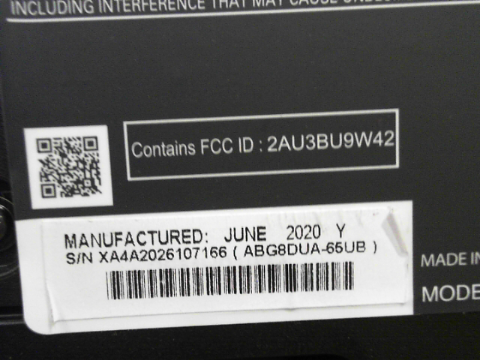 INCLUDING INTERFERENCE THAT MAY CAUSE
Contains FCC ID : 2AU3BU9W42
MANUFACTURED: JUNE 2020 Y
S/N XA4A2026107166 ( ABG8DUA-65UB )
MADE IN
MODE